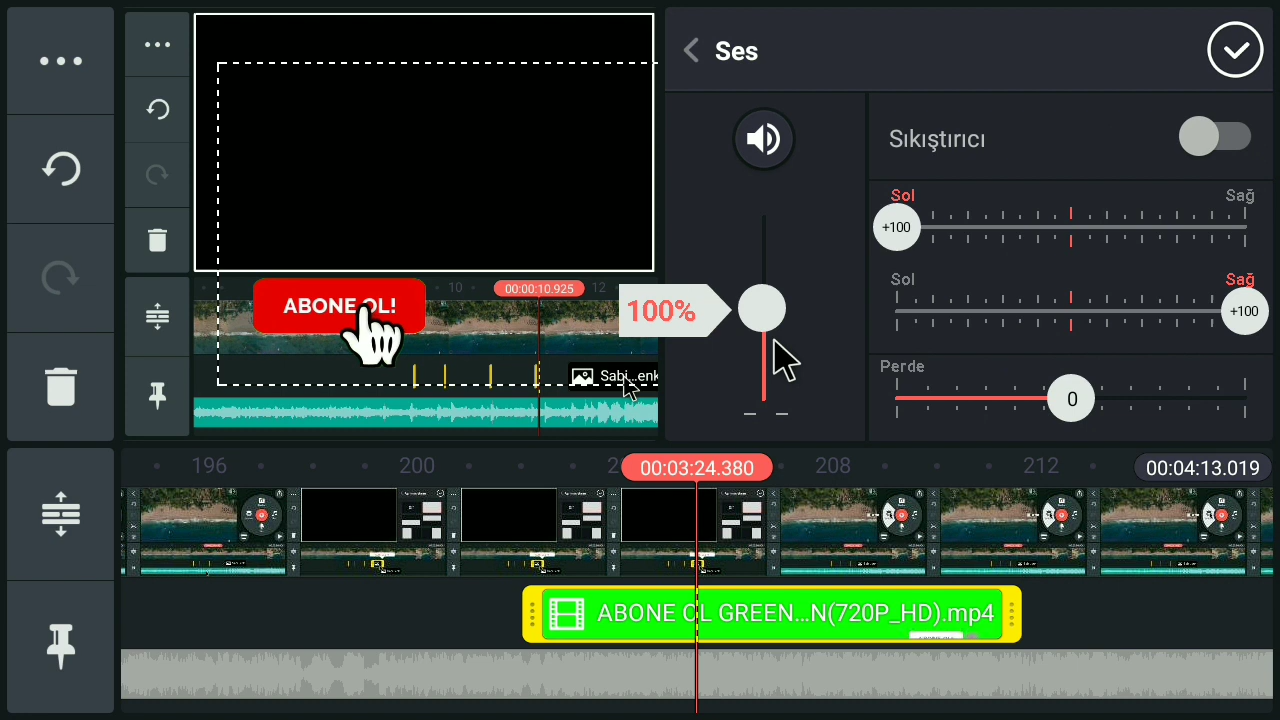 Ses
Sıkıştırıcı
Sol
Sağ
+100
10
00:00:10.925
12
ABONE OL!
100%
Sol
Sağ
+100
Sabi...enk
Perde
0
196
200
00:03:24.380
208
212
00:04:13.019
ABONE OL GREEN...N(720P_HD).mp4